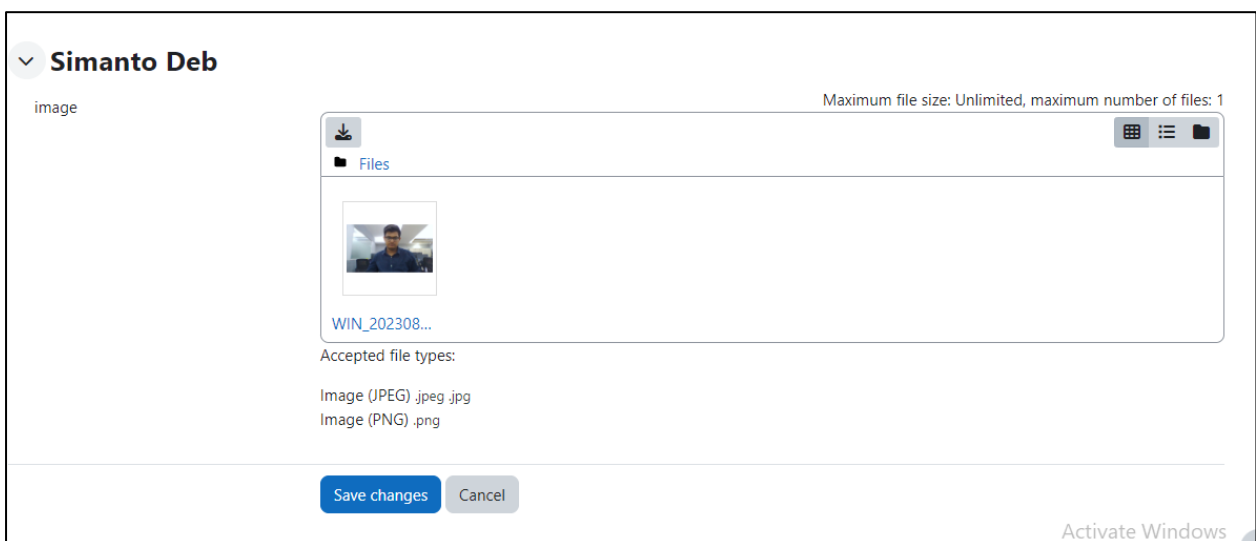 Simanto Deb
image
Maximum file size: Unlimited, maximum number of files: 1
Files
WIN_202308...
Accepted file types:
Image (JPEG) .jpeg .jpg
Image (PNG) .png
Save changes
Cancel
Activate Windows